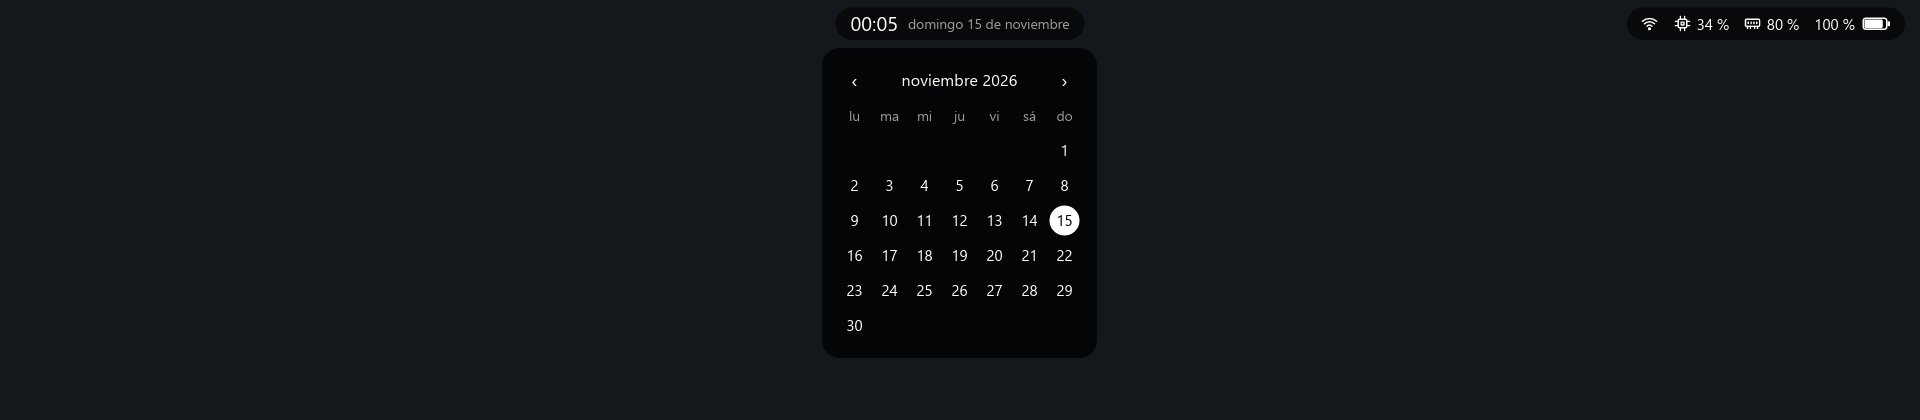 00:05 domingo 15 de noviembre
34 % 80 % 100 %
‹ noviembre 2026 ›
lu ma mi ju vi sá do
1
2 3 4 5 6 7 8
9 10 11 12 13 14 15
16 17 18 19 20 21 22
23 24 25 26 27 28 29
30